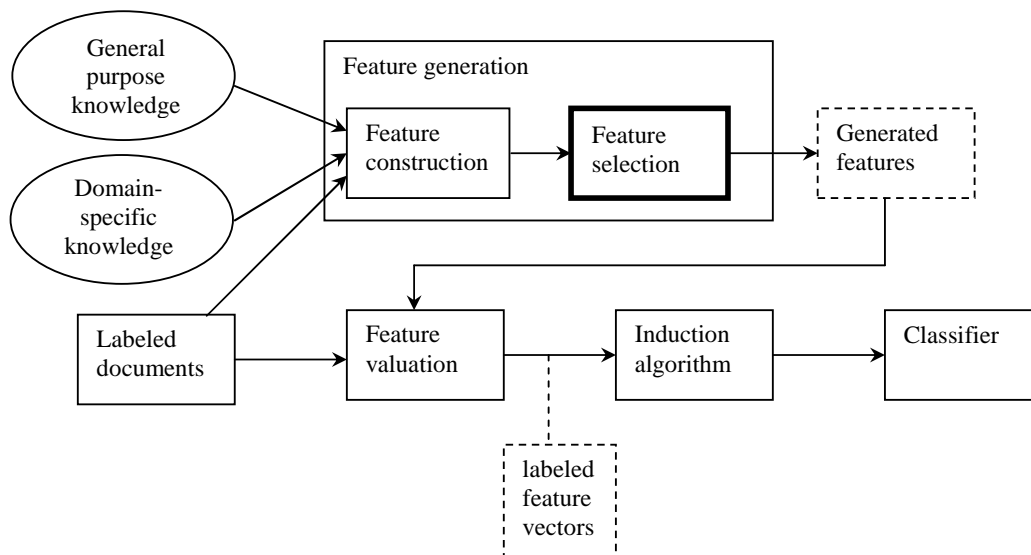 General
purpose
knowledge
Feature generation
Feature
construction
Feature
selection
Generated
features
Domain-
specific
knowledge
Labeled
documents
Feature
valuation
Induction
algorithm
Classifier
labeled
feature
vectors